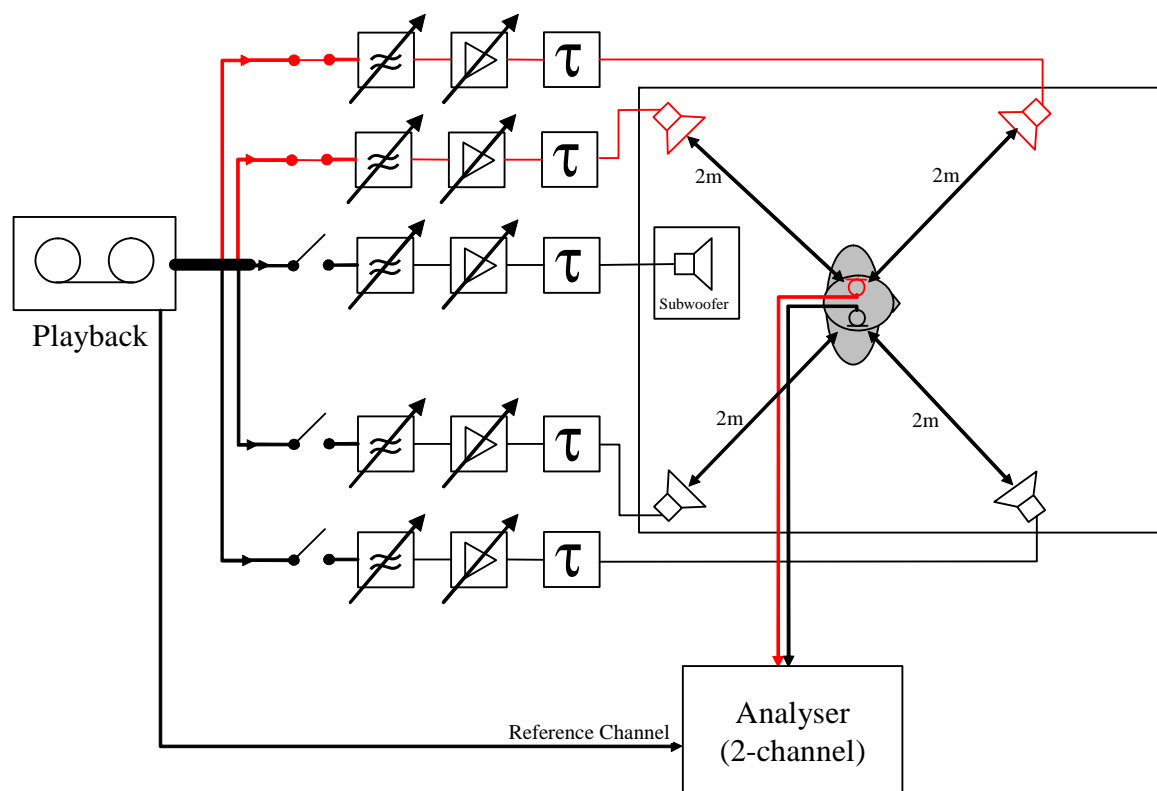 τ
τ
2m
2m
τ
Subwoofer
Playback
2m
2m
τ
τ
Reference Channel
Analyser
(2-channel)